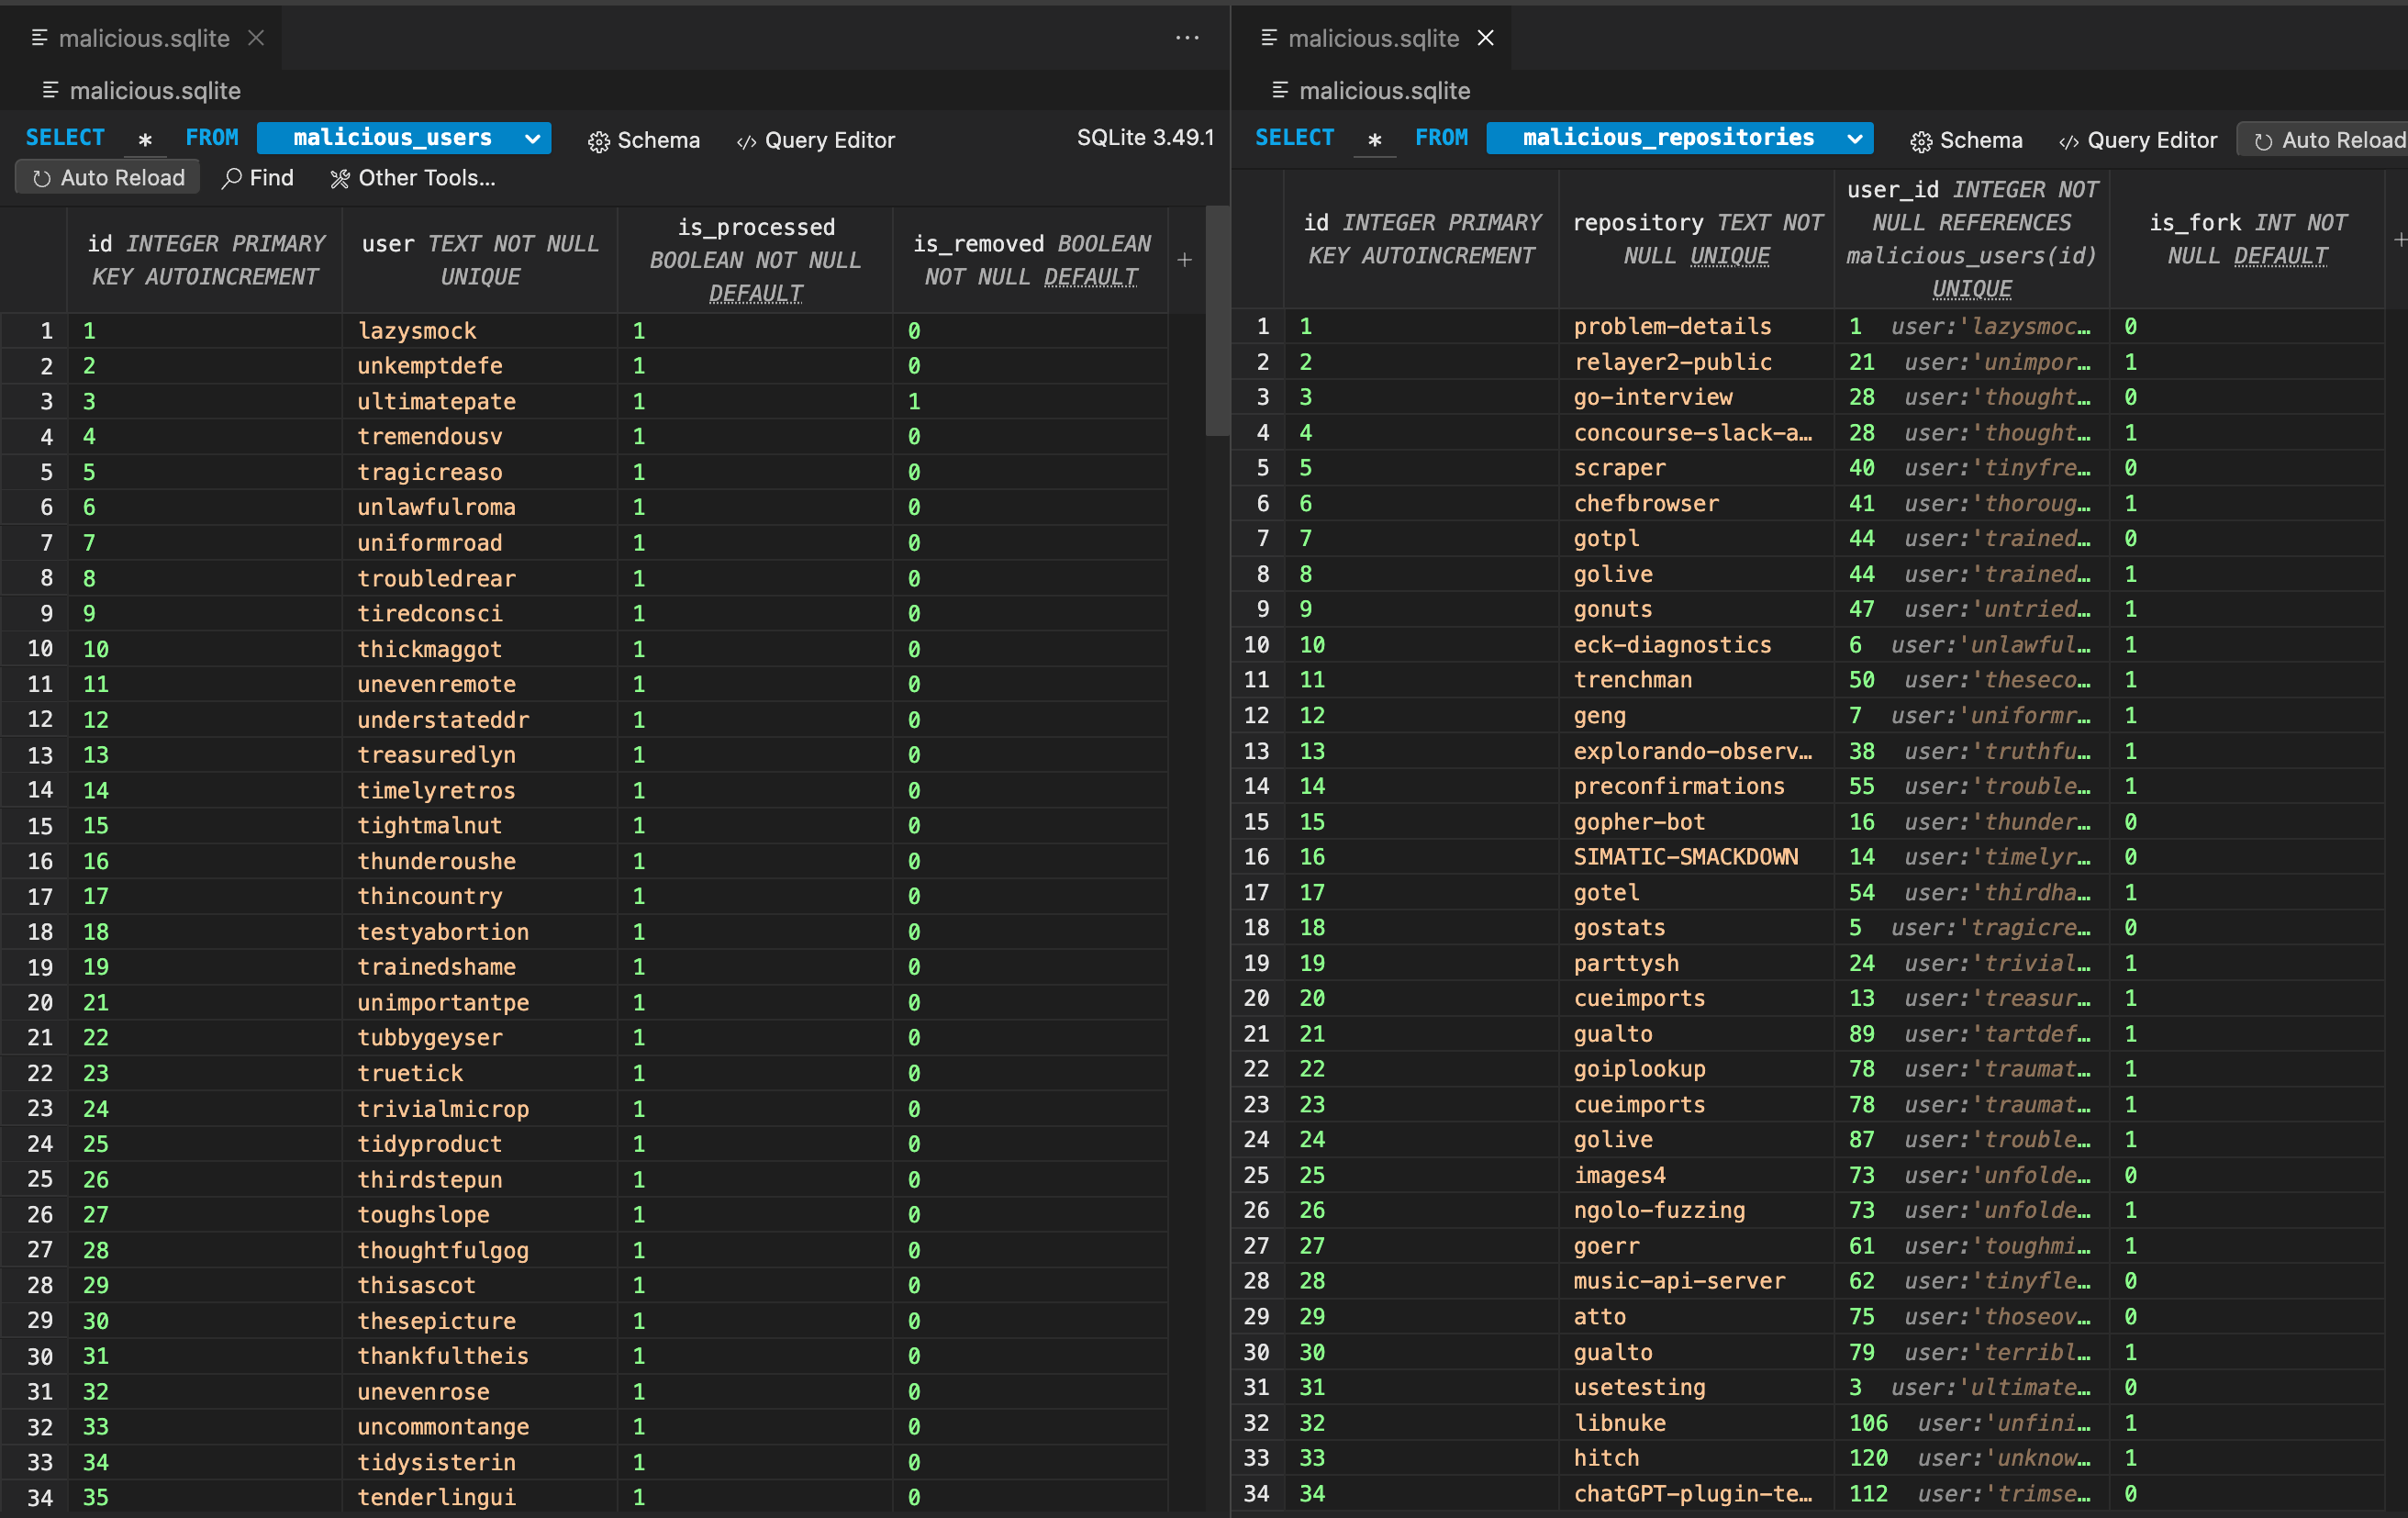 malicious.sqlite
malicious.sqlite
SELECT * FROM malicious_users Schema Query Editor SQLite 3.49.1
Auto Reload Find Other Tools...
id INTEGER PRIMARY KEY AUTOINCREMENT user TEXT NOT NULL UNIQUE is_processed BOOLEAN NOT NULL DEFAULT is_removed BOOLEAN NOT NULL DEFAULT +
1 1 lazysmock 1 0
2 2 unkemptdefe 1 0
3 3 ultimatepate 1 1
4 4 tremendousv 1 0
5 5 tragicreaso 1 0
6 6 unlawfulroma 1 0
7 7 uniformroad 1 0
8 8 troubledrear 1 0
9 9 tiredconsci 1 0
10 10 thickmaggot 1 0
11 11 unevenremote 1 0
12 12 understateddr 1 0
13 13 treasuredlyn 1 0
14 14 timelyretros 1 0
15 15 tightmalnut 1 0
16 16 thunderoushe 1 0
17 17 thincountry 1 0
18 18 testyabortion 1 0
19 19 trainedshame 1 0
20 21 unimportantpe 1 0
21 22 tubbygeyser 1 0
22 23 truetick 1 0
23 24 trivialmicrop 1 0
24 25 tidyproduct 1 0
25 26 thirdstepun 1 0
26 27 toughslope 1 0
27 28 thoughtfulgog 1 0
28 29 thisascot 1 0
29 30 thesepicture 1 0
30 31 thankfultheis 1 0
31 32 unevenrose 1 0
32 33 uncommontange 1 0
33 34 tidysisterin 1 0
34 35 tenderlingui 1 0
malicious.sqlite
malicious.sqlite
SELECT * FROM malicious_repositories Schema Query Editor Auto Reload
id INTEGER PRIMARY KEY AUTOINCREMENT repository TEXT NOT NULL UNIQUE user_id INTEGER NOT NULL REFERENCES malicious_users(id) UNIQUE is_fork INT NOT NULL DEFAULT +
1 1 problem-details 1 user:'lazysmoc… 0
2 2 relayer2-public 21 user:'unimpor… 1
3 3 go-interview 28 user:'thought… 0
4 4 concourse-slack-a… 28 user:'thought… 1
5 5 scraper 40 user:'tinyfre… 0
6 6 chefbrowser 41 user:'thoroug… 1
7 7 gotpl 44 user:'trained… 0
8 8 golive 44 user:'trained… 1
9 9 gonuts 47 user:'untried… 1
10 10 eck-diagnostics 6 user:'unlawful… 1
11 11 trenchman 50 user:'theseco… 1
12 12 geng 7 user:'uniformr… 1
13 13 explorando-observ… 38 user:'truthfu… 1
14 14 preconfirmations 55 user:'trouble… 1
15 15 gopher-bot 16 user:'thunder… 0
16 16 SIMATIC-SMACKDOWN 14 user:'timelyr… 0
17 17 gotel 54 user:'thirdha… 1
18 18 gostats 5 user:'tragicre… 0
19 19 parttysh 24 user:'trivial… 1
20 20 cueimports 13 user:'treasur… 1
21 21 gualto 89 user:'tartdef… 1
22 22 goiplookup 78 user:'traumat… 1
23 23 cueimports 78 user:'traumat… 1
24 24 golive 87 user:'trouble… 1
25 25 images4 73 user:'unfolde… 0
26 26 ngolo-fuzzing 73 user:'unfolde… 1
27 27 goerr 61 user:'toughmi… 1
28 28 music-api-server 62 user:'tinyfle… 0
29 29 atto 75 user:'thoseov… 0
30 30 gualto 79 user:'terribl… 1
31 31 usetesting 3 user:'ultimate… 0
32 32 libnuke 106 user:'unfini… 1
33 33 hitch 120 user:'unknow… 1
34 34 chatGPT-plugin-te… 112 user:'trimse… 0